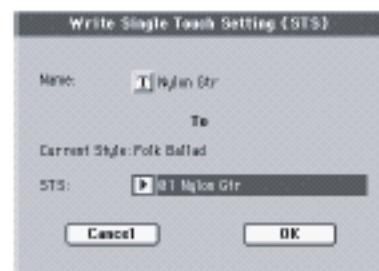 Write Single Touch Setting (STS)
Name: T Nylon Gtr
To
Current Style: Folk Ballad
STS: 01 Nylon Gtr
Cancel OK